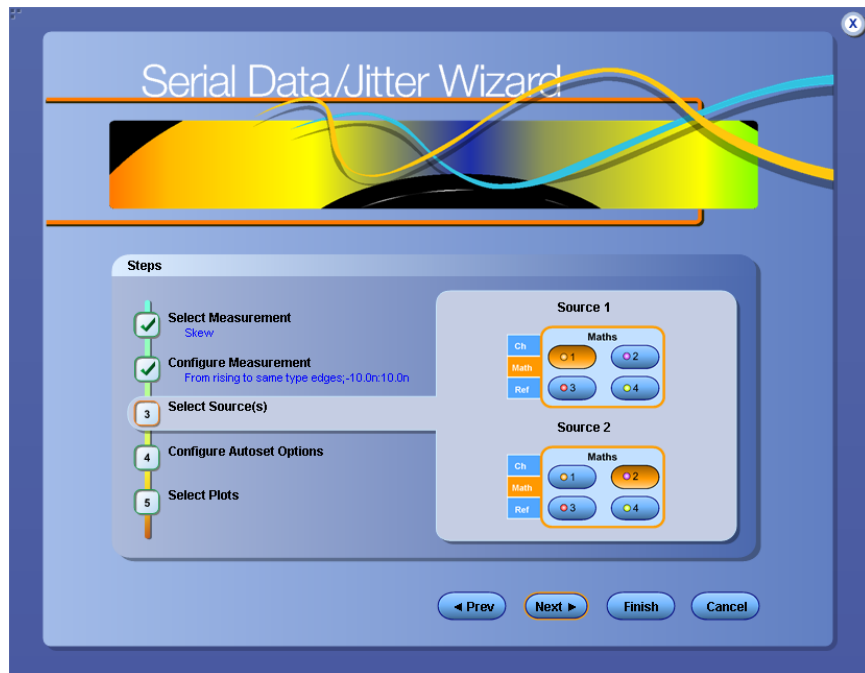 X
Serial Data/Jitter Wizard
Steps
Select Measurement
Skew
Configure Measurement
From rising to same type edges;-10.0n:10.0n
3 Select Source(s)
4 Configure Autoset Options
5 Select Plots
Source 1
Ch
Math
Ref
Maths
1 2
3 4
Source 2
Ch
Math
Ref
Maths
1 2
3 4
◄ Prev Next ► Finish Cancel